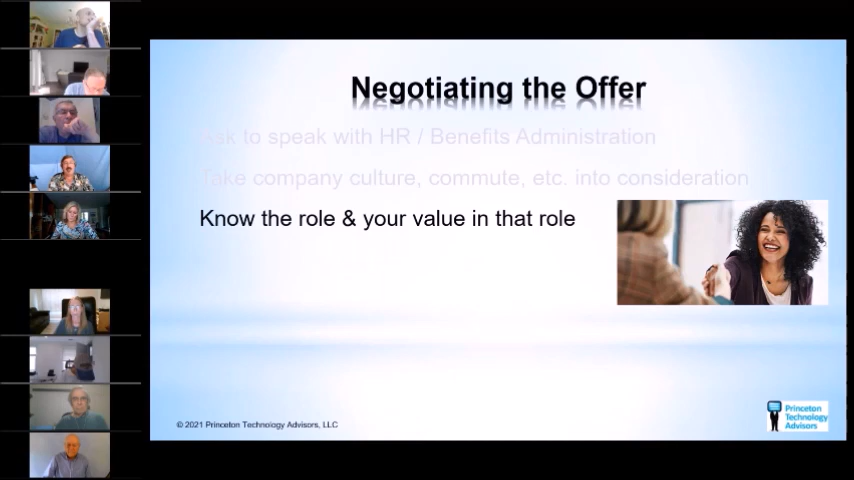 Negotiating the Offer
Ask to speak with HR / Benefits Administration
Take company culture, commute, etc. into consideration
Know the role & your value in that role
© 2021 Princeton Technology Advisors, LLC
Princeton
Technology
Advisors